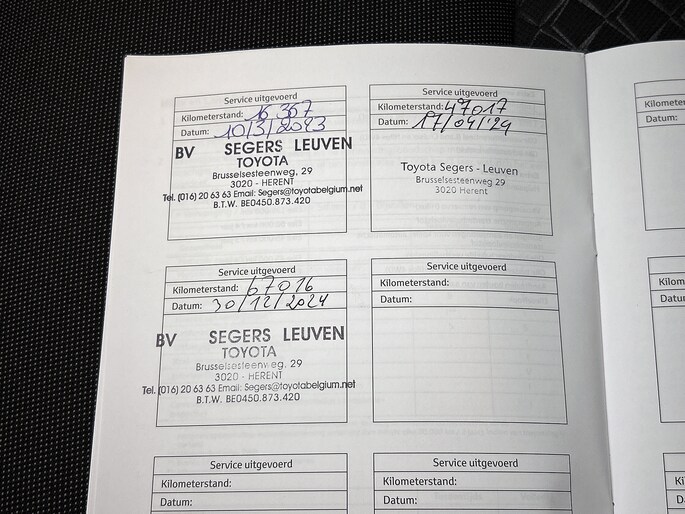 Service uitgevoerd
Kilometerstand: 16 367
Datum: 10/3/2023
BV SEGERS LEUVEN
TOYOTA
Brusselsesteenweg, 29
3020 - HERENT
Tel. (016) 20 63 63 Email: Segers@toyotabelgium.net
B.T.W. BE0450.873.420
Service uitgevoerd
Kilometerstand: 47017
Datum: 17/04/'24
Toyota Segers - Leuven
Brusselsesteenweg 29
3020 Herent
Service uitgevoerd
Kilometerstand: 67016
Datum: 30/12/2024
BV SEGERS LEUVEN
TOYOTA
Brusselsesteenweg, 29
3020 - HERENT
Tel. (016) 20 63 63 Email: Segers@toyotabelgium.net
B.T.W. BE0450.873.420
Service uitgevoerd
Kilometerstand:
Datum:
Service uitgevoerd
Kilometerstand:
Datum:
Service uitgevoerd
Kilometerstand:
Datum:
Datum:
Datum: